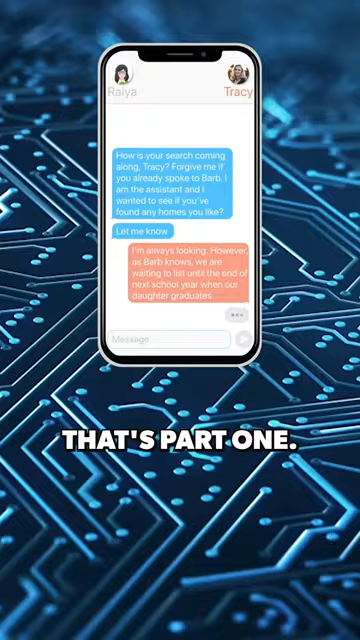 Raiya
Tracy
How is your search coming
along, Tracy? Forgive me if
you already spoke to Barb. I
am the assistant and I
wanted to see if you've
found any homes you like?
Let me know
I'm always looking. However,
as Barb knows, we are
waiting to list until the end of
next school year when our
daughter graduates.
Message
THAT'S PART ONE.